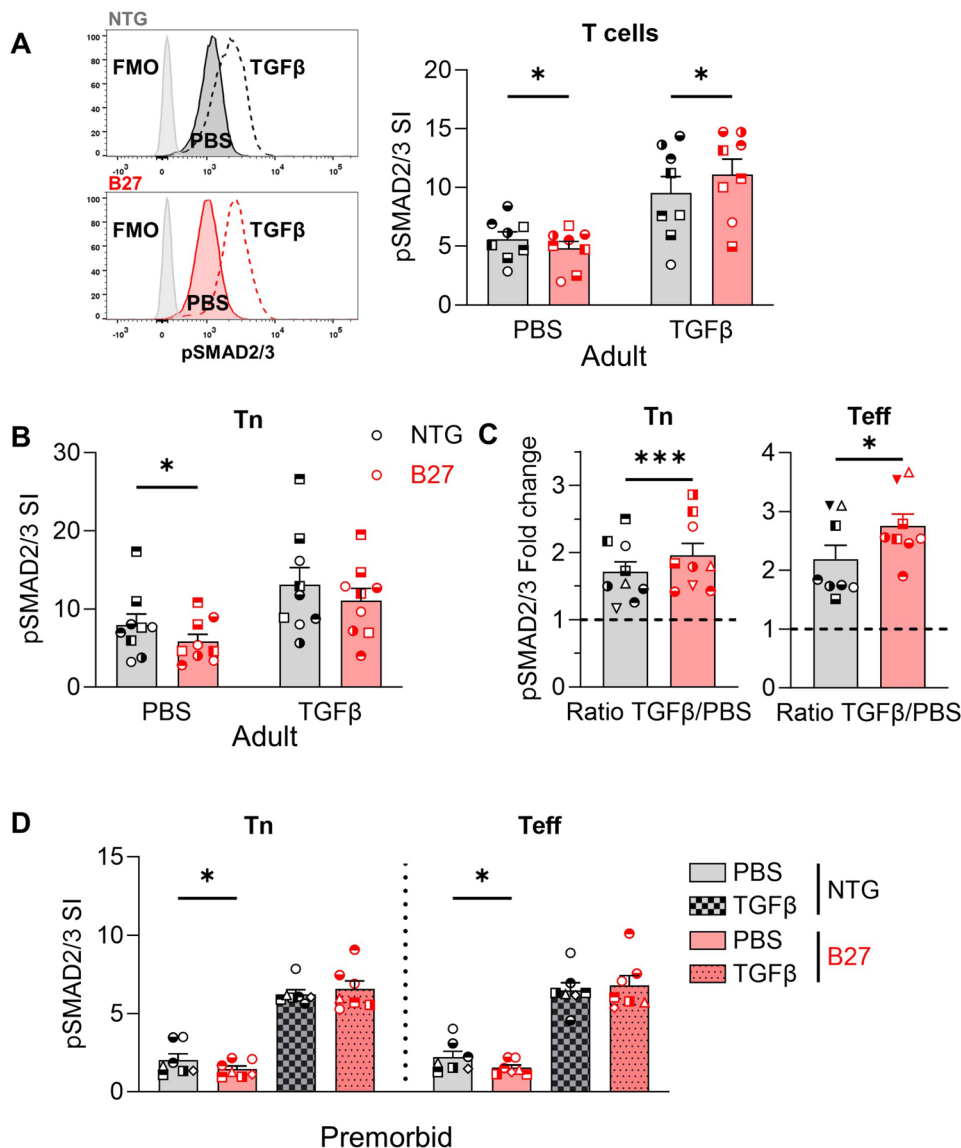 A
NTG
FMO
TGFβ
PBS
100
80
60
40
20
0
-10³ 0 10³ 10⁴ 10⁵
B27
FMO
TGFβ
PBS
100
80
60
40
20
0
-10³ 0 10³ 10⁴ 10⁵
pSMAD2/3
T cells
pSMAD2/3 SI
20
15
10
5
0
* *
PBS TGFβ
Adult
B
Tn
pSMAD2/3 SI
30
20
10
0
*
NTG
B27
PBS TGFβ
Adult
C
Tn
pSMAD2/3 Fold change
3
2
1
0
***
Ratio TGFβ/PBS
Teff
4
3
2
1
0
*
Ratio TGFβ/PBS
D
Tn Teff
pSMAD2/3 SI
15
10
5
0
* *
PBS
TGFβ
NTG
PBS
TGFβ
B27
Premorbid